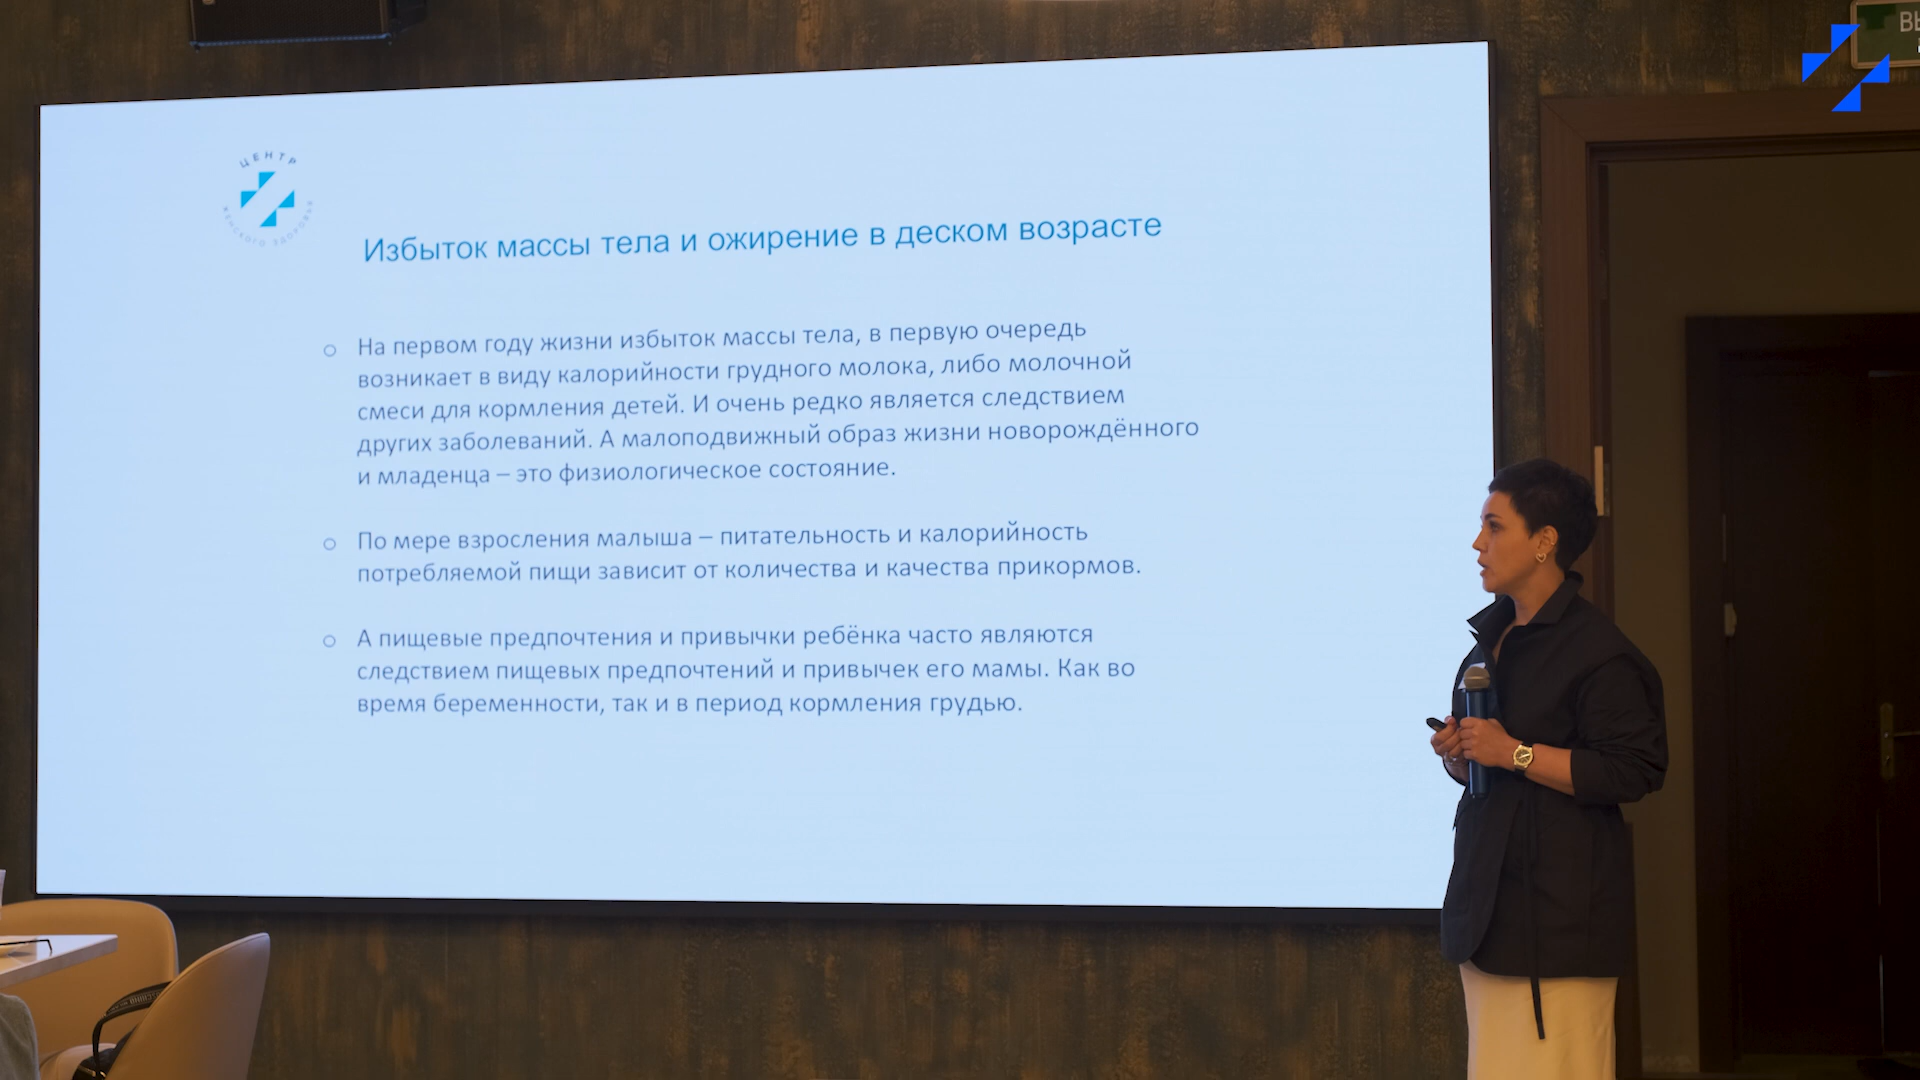 ВЫ
ЦЕНТР
ЖЕНСКОГО ЗДОРОВЬЯ
Избыток массы тела и ожирение в деском возрасте
○ На первом году жизни избыток массы тела, в первую очередь
возникает в виду калорийности грудного молока, либо молочной
смеси для кормления детей. И очень редко является следствием
других заболеваний. А малоподвижный образ жизни новорождённого
и младенца – это физиологическое состояние.
○ По мере взросления малыша – питательность и калорийность
потребляемой пищи зависит от количества и качества прикормов.
○ А пищевые предпочтения и привычки ребёнка часто являются
следствием пищевых предпочтений и привычек его мамы. Как во
время беременности, так и в период кормления грудью.